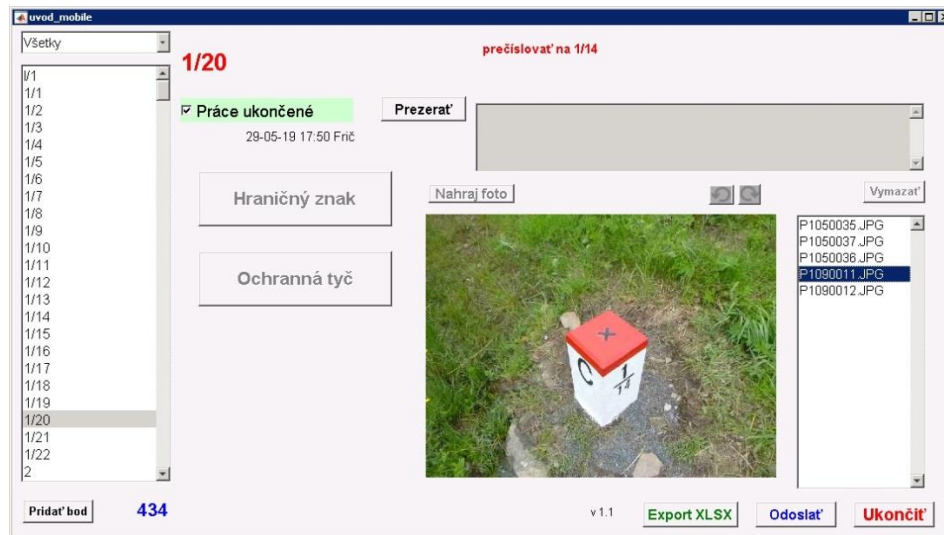 uvod_mobile
Všetky
1/20
prečíslovať na 1/14
I/1
1/1
1/2
1/3
1/4
1/5
1/6
1/7
1/8
1/9
1/10
1/11
1/12
1/13
1/14
1/15
1/16
1/17
1/18
1/19
1/20
1/21
1/22
2
Práce ukončené
29-05-19 17:50 Frič
Prezerať
Hraničný znak
Ochranná tyč
Nahraj foto
Vymazať
C 1/14
P1050035.JPG
P1050037.JPG
P1050036.JPG
P1090011.JPG
P1090012.JPG
Pridať bod
434
v 1.1
Export XLSX
Odoslať
Ukončiť